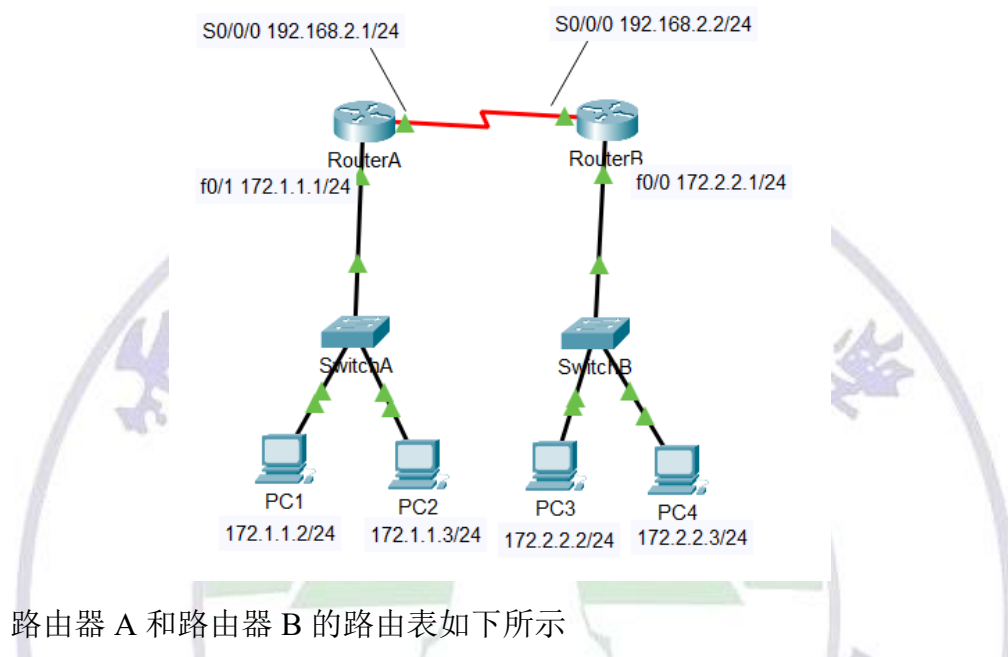 S0/0/0 192.168.2.1/24
S0/0/0 192.168.2.2/24
RouterA
RouterB
f0/1 172.1.1.1/24
f0/0 172.2.2.1/24
SwitchA
SwitchB
PC1
PC2
PC3
PC4
172.1.1.2/24
172.1.1.3/24
172.2.2.2/24
172.2.2.3/24
路由器 A 和路由器 B 的路由表如下所示